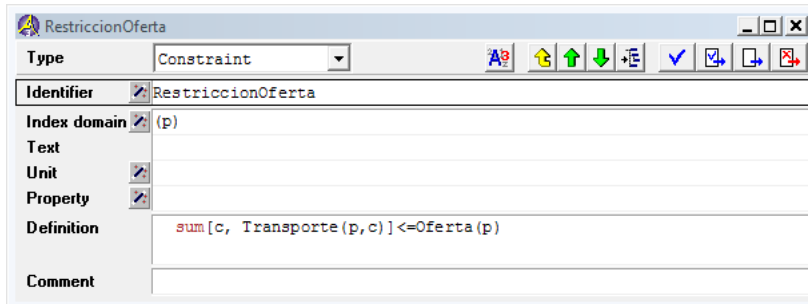 RestriccionOferta
Type Constraint
Identifier RestriccionOferta
Index domain (p)
Text
Unit
Property
Definition sum[c, Transporte(p,c)]<=Oferta(p)
Comment